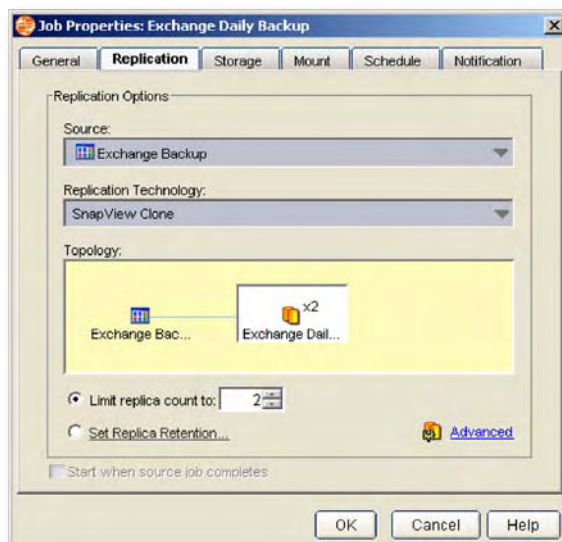 Job Properties: Exchange Daily Backup
General Replication Storage Mount Schedule Notification
Replication Options
Source:
Exchange Backup
Replication Technology:
SnapView Clone
Topology:
x2
Exchange Bac... Exchange Dail...
Limit replica count to: 2
Set Replica Retention... Advanced
Start when source job completes
OK Cancel Help